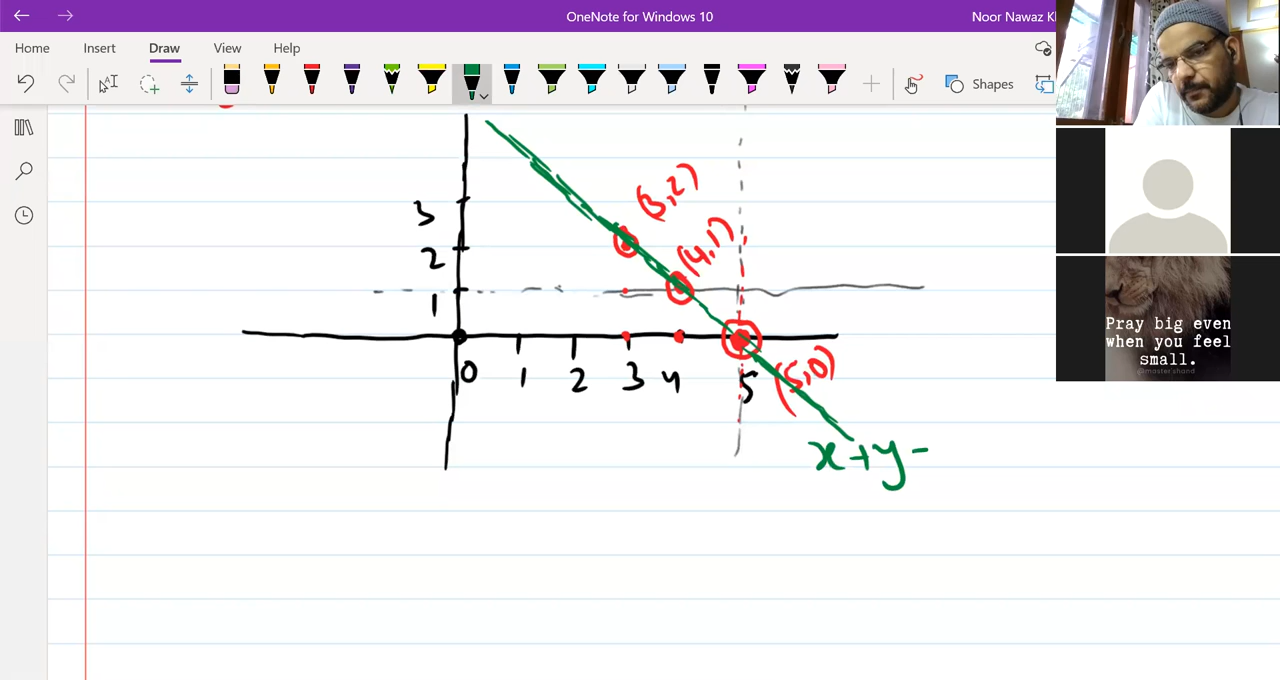 OneNote for Windows 10
Noor Nawaz Kh
Home Insert Draw View Help
Shapes
3
2
1
(3,2)
(4,1)
0 1 2 3 4 5
(5,0)
x+y-
Pray big even
when you feel
small.